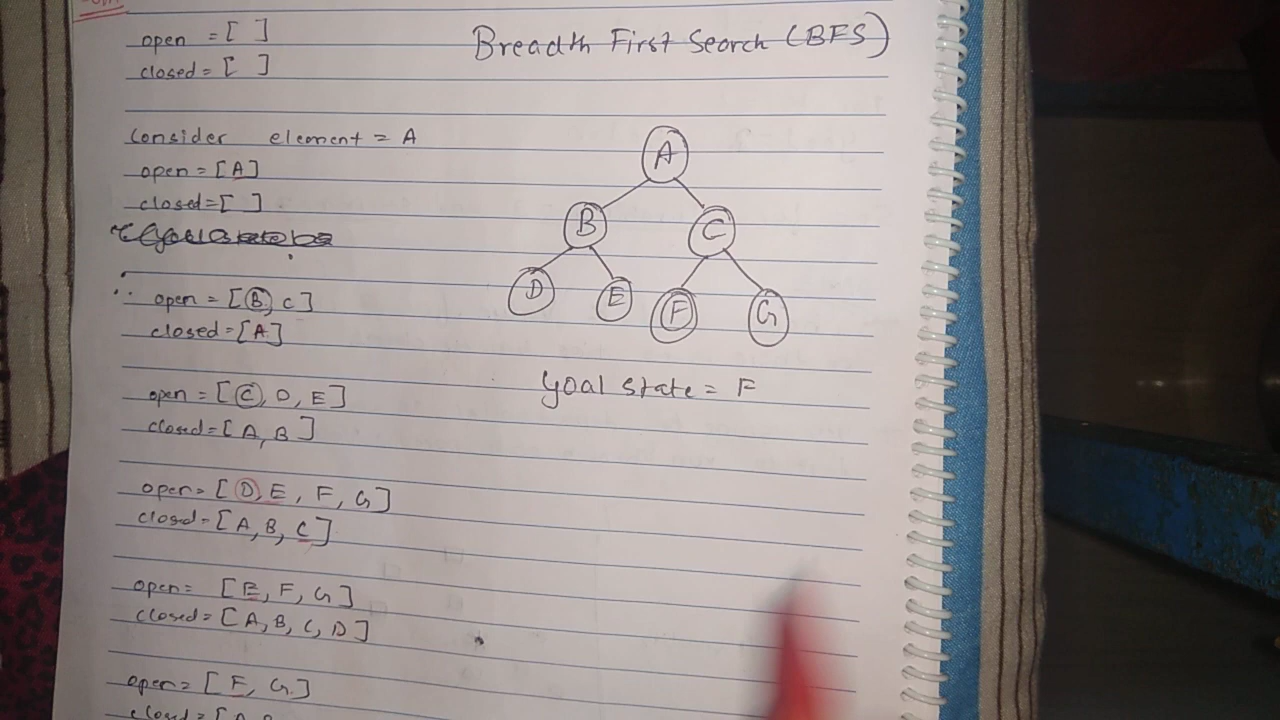 open = [ ]
closed = [ ]
Breadth First Search (BFS)
Consider element = A
open = [A]
closed = [ ]
∴ open = [B, C]
closed = [A]
open = [C, D, E]
closed = [A, B]
open = [D, E, F, G]
closed = [A, B, C]
open = [E, F, G]
closed = [A, B, C, D]
open = [F, G]
A
B
C
D
E
F
G
Goal state = F